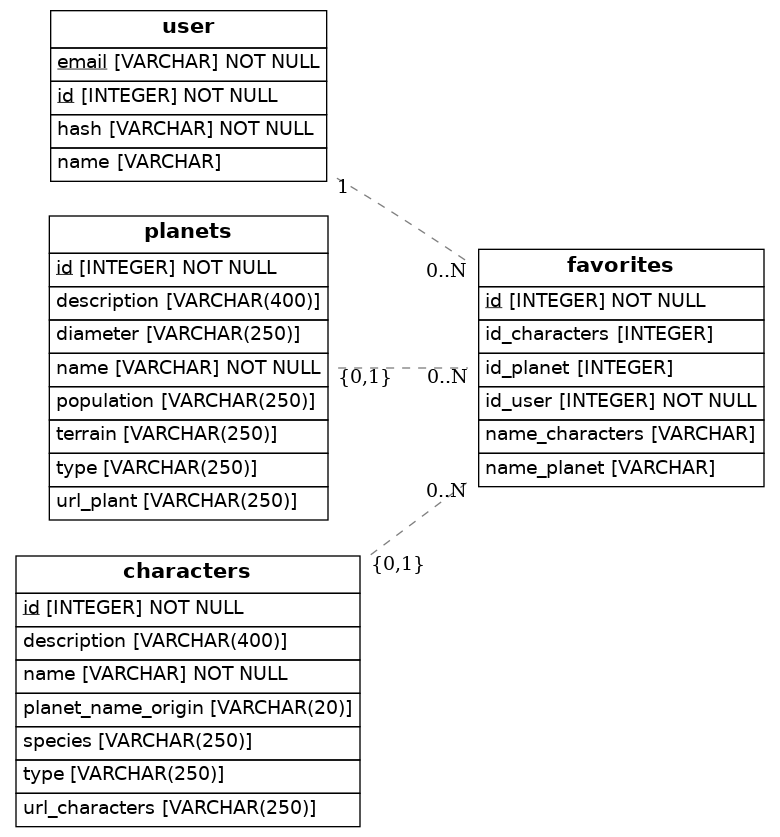 user
email [VARCHAR] NOT NULL
id [INTEGER] NOT NULL
hash [VARCHAR] NOT NULL
name [VARCHAR]
1
0..N
planets
id [INTEGER] NOT NULL
description [VARCHAR(400)]
diameter [VARCHAR(250)]
name [VARCHAR] NOT NULL
population [VARCHAR(250)]
terrain [VARCHAR(250)]
type [VARCHAR(250)]
url_plant [VARCHAR(250)]
{0,1}
0..N
favorites
id [INTEGER] NOT NULL
id_characters [INTEGER]
id_planet [INTEGER]
id_user [INTEGER] NOT NULL
name_characters [VARCHAR]
name_planet [VARCHAR]
0..N
{0,1}
characters
id [INTEGER] NOT NULL
description [VARCHAR(400)]
name [VARCHAR] NOT NULL
planet_name_origin [VARCHAR(20)]
species [VARCHAR(250)]
type [VARCHAR(250)]
url_characters [VARCHAR(250)]